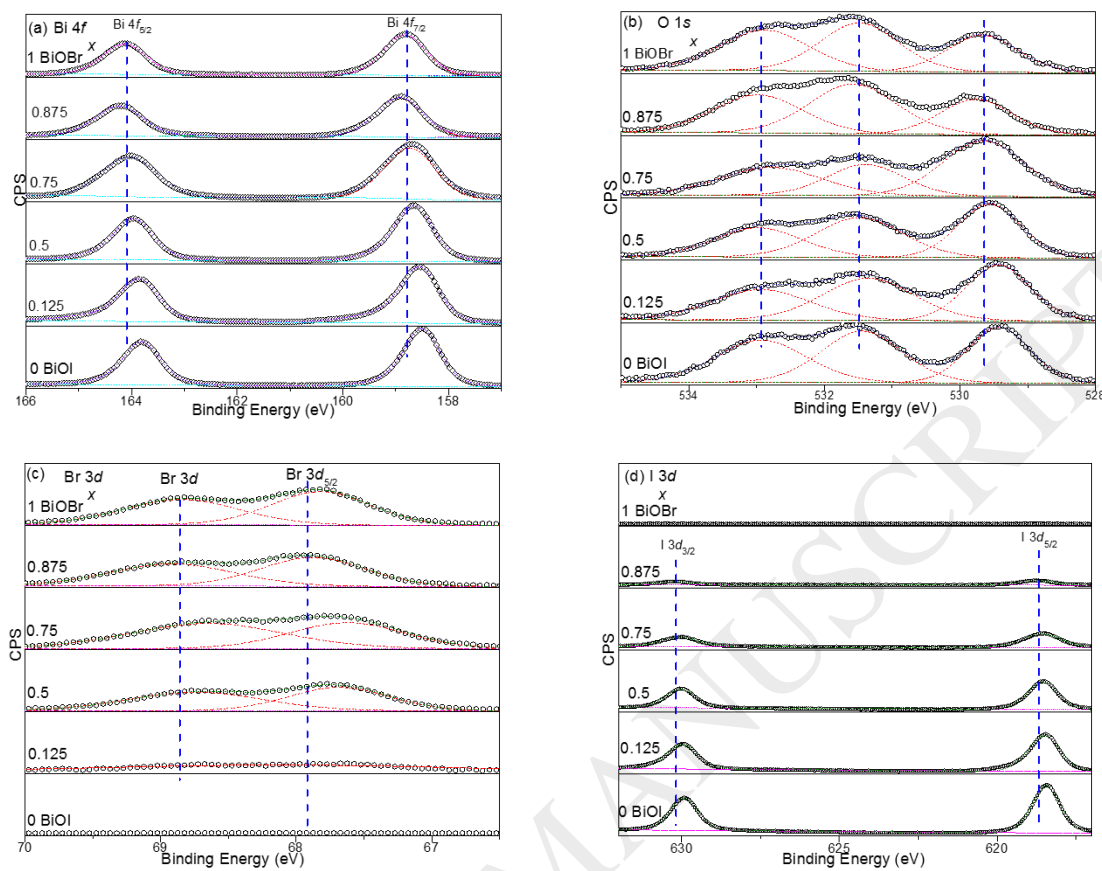 (a) Bi 4f
Bi 4f5/2
Bi 4f7/2
x
1 BiOBr
0.875
0.75
0.5
0.125
0 BiOI
CPS
166 164 162 160 158
Binding Energy (eV)
(b) O 1s
x
1 BiOBr
0.875
0.75
0.5
0.125
0 BiOI
CPS
534 532 530 528
Binding Energy (eV)
(c) Br 3d
Br 3d
Br 3d5/2
x
1 BiOBr
0.875
0.75
0.5
0.125
0 BiOI
CPS
70 69 68 67
Binding Energy (eV)
(d) I 3d
x
1 BiOBr
I 3d3/2
I 3d5/2
0.875
0.75
0.5
0.125
0 BiOI
CPS
630 620
Binding Energy (eV)
MANUSCRIPT